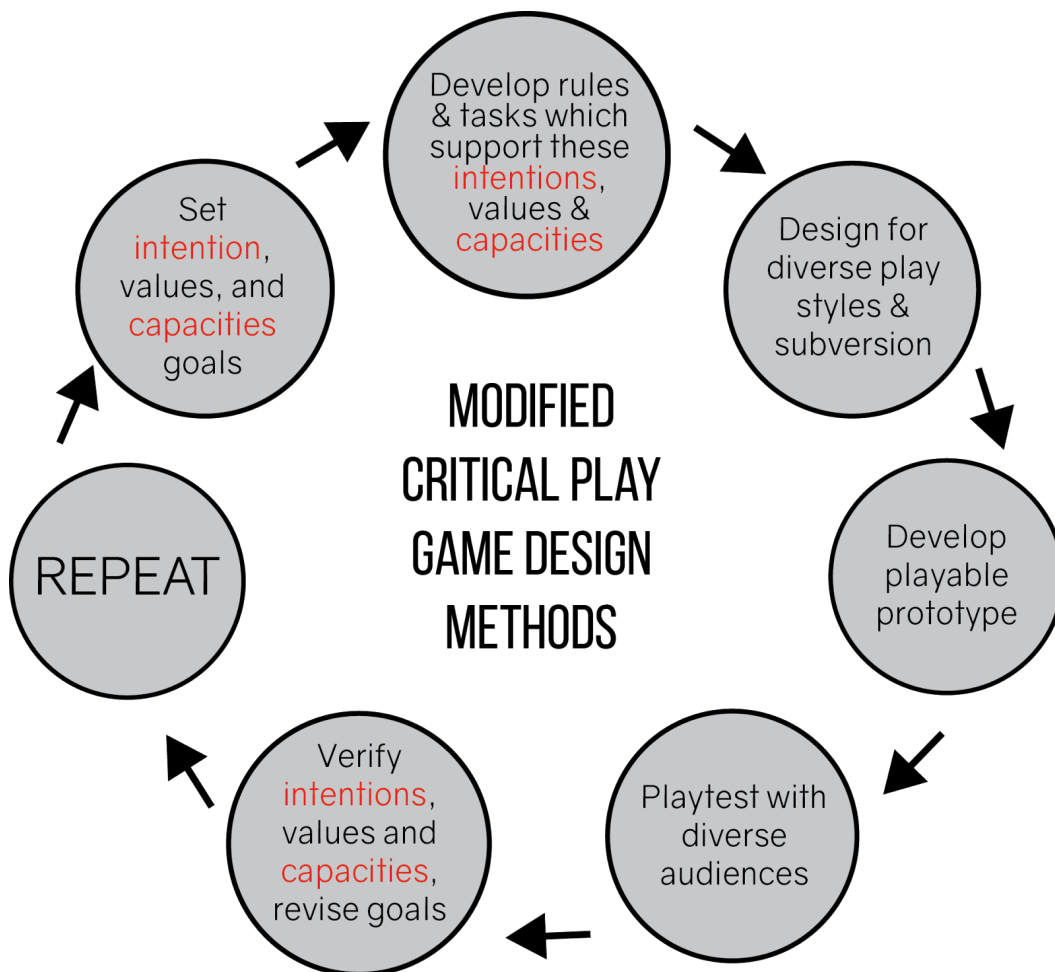 Develop rules
& tasks which
support these
intentions,
values &
capacities
Set
intention,
values, and
capacities
goals
Design for
diverse play
styles &
subversion
MODIFIED
CRITICAL PLAY
GAME DESIGN
METHODS
Develop
playable
prototype
REPEAT
Verify
intentions,
values and
capacities,
revise goals
Playtest with
diverse
audiences